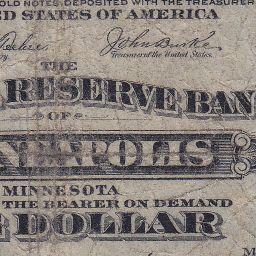 OLD NOTES, DEPOSITED WITH THE TREASURER
D STATES OF AMERICA
John Burke
Treasurer of the United States.
THE
RESERVE BAN
OF
NEAPOLIS
MINNESOTA
THE BEARER ON DEMAND
DOLLAR